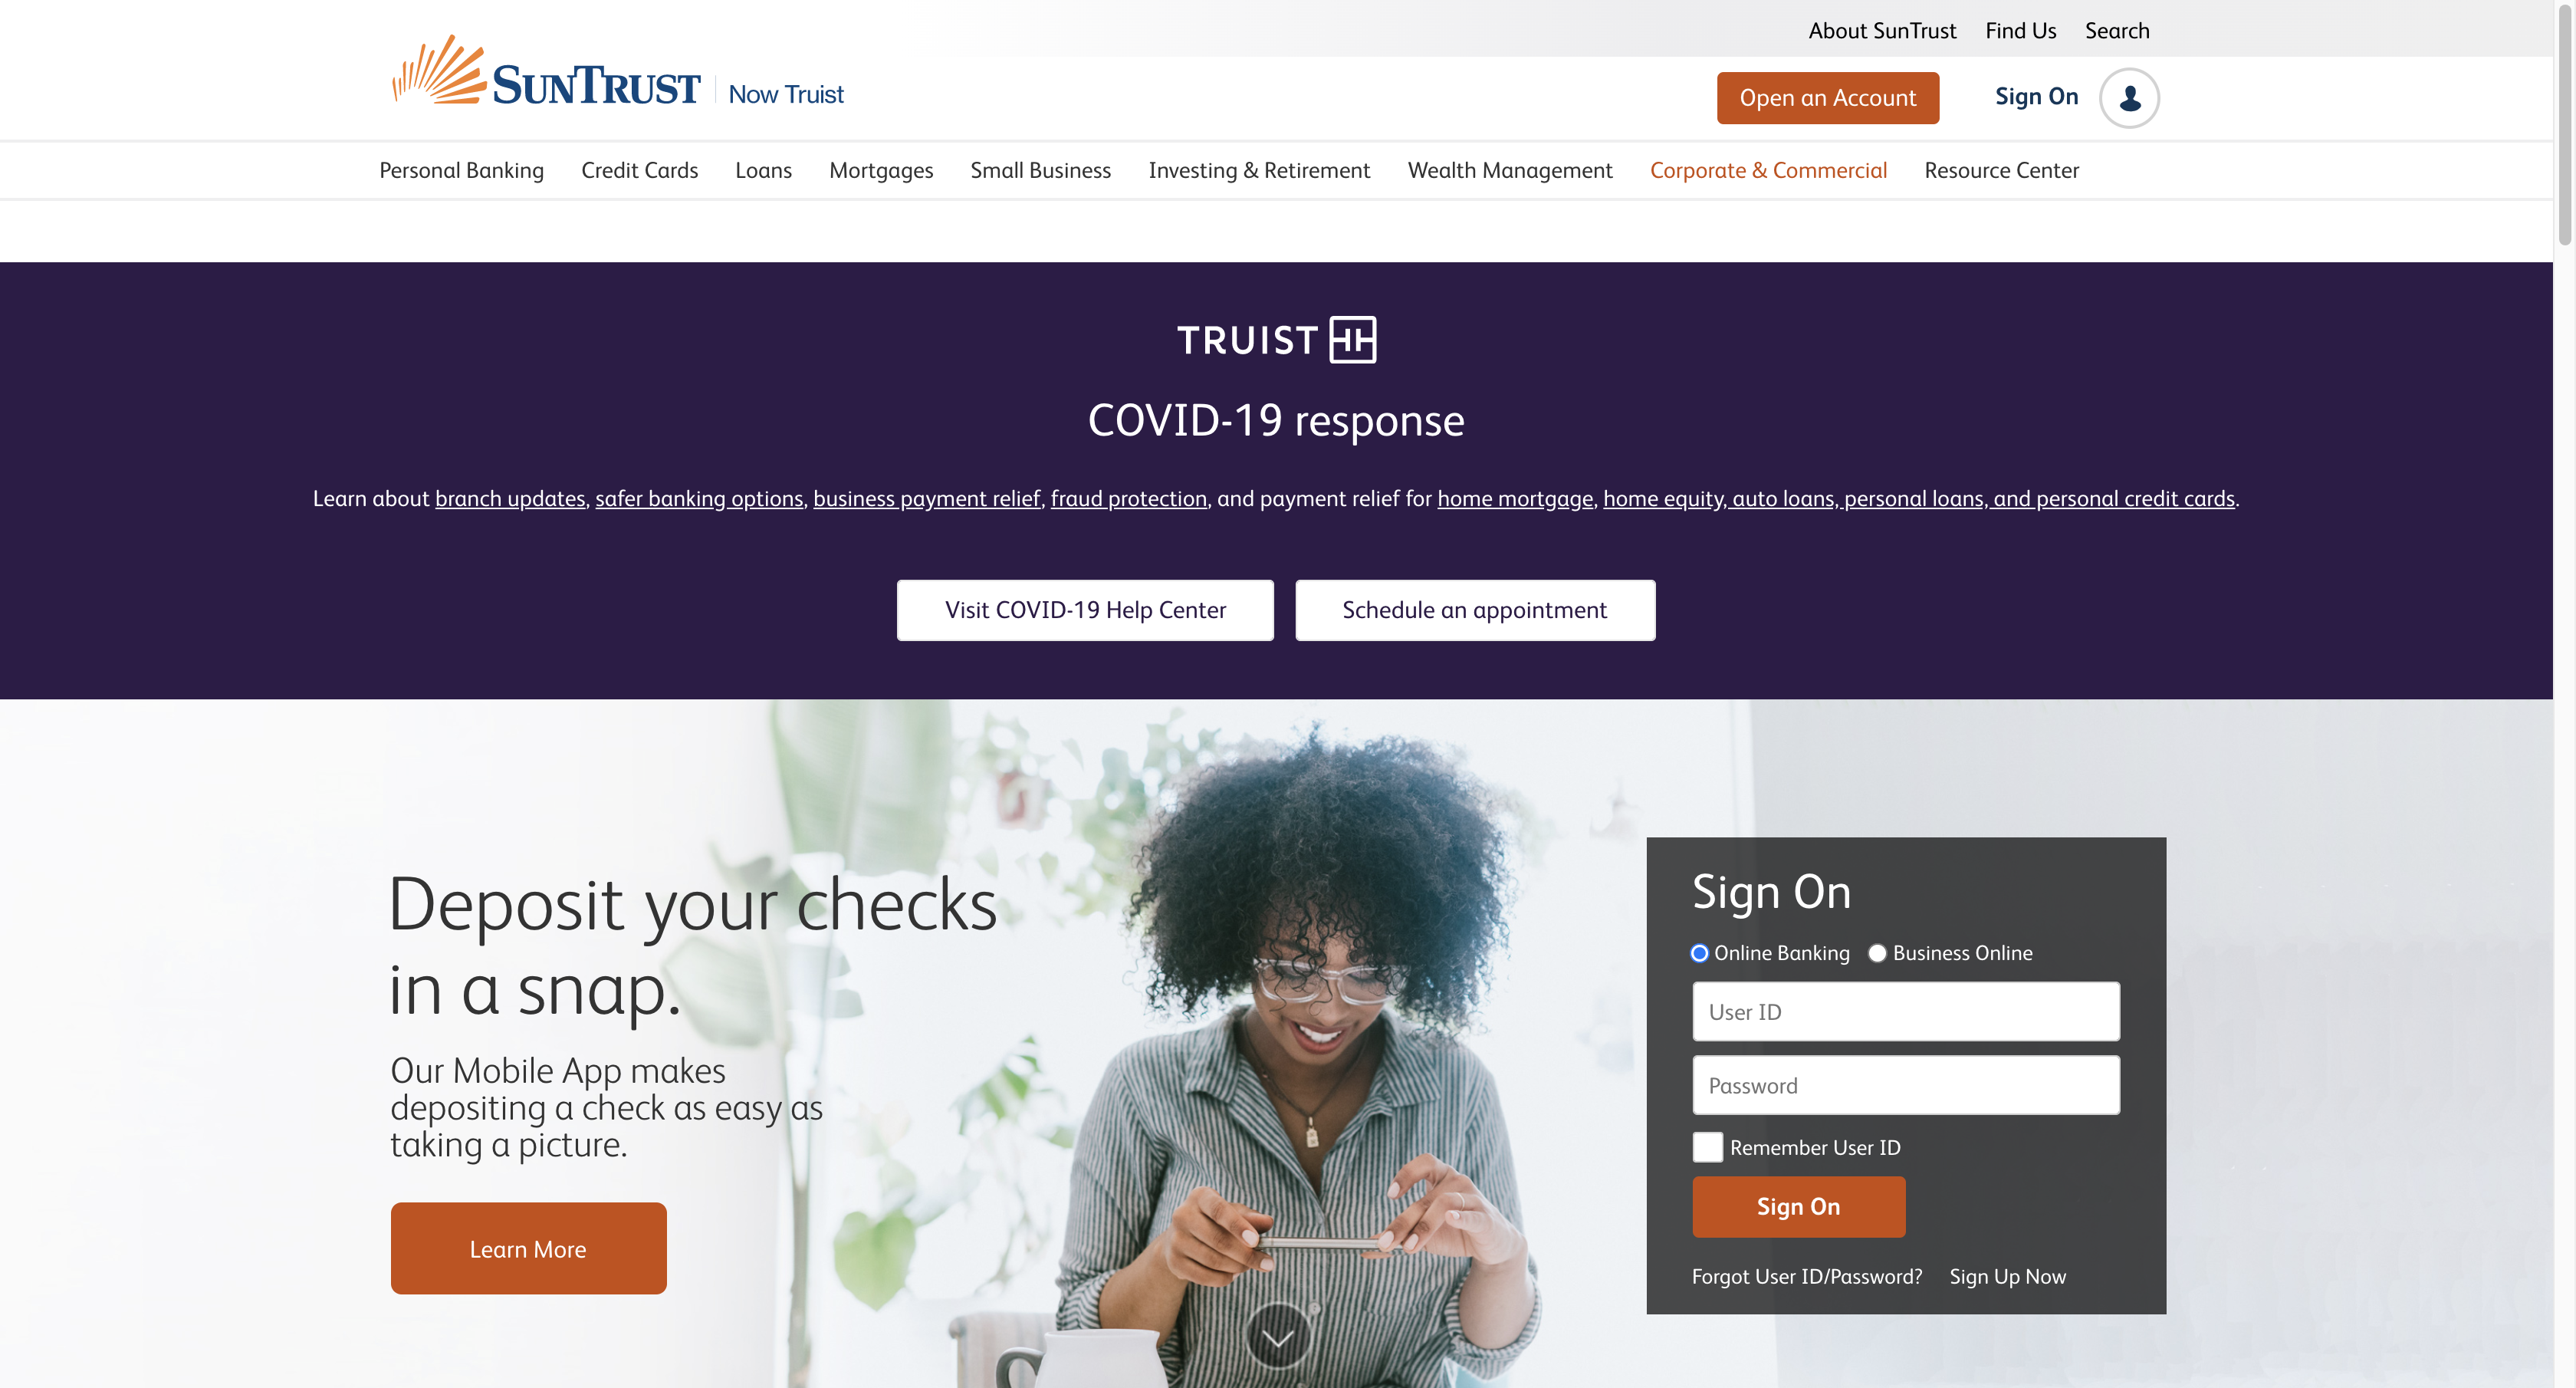 About SunTrust Find Us Search
SUNTRUST Now Truist
Open an Account
Sign On
Personal Banking Credit Cards Loans Mortgages Small Business Investing & Retirement Wealth Management Corporate & Commercial Resource Center
TRUIST
COVID-19 response
Learn about branch updates, safer banking options, business payment relief, fraud protection, and payment relief for home mortgage, home equity, auto loans, personal loans, and personal credit cards.
Visit COVID-19 Help Center Schedule an appointment
Deposit your checks
in a snap.
Our Mobile App makes
depositing a check as easy as
taking a picture.
Learn More
Sign On
Online Banking Business Online
User ID
Password
Remember User ID
Sign On
Forgot User ID/Password? Sign Up Now